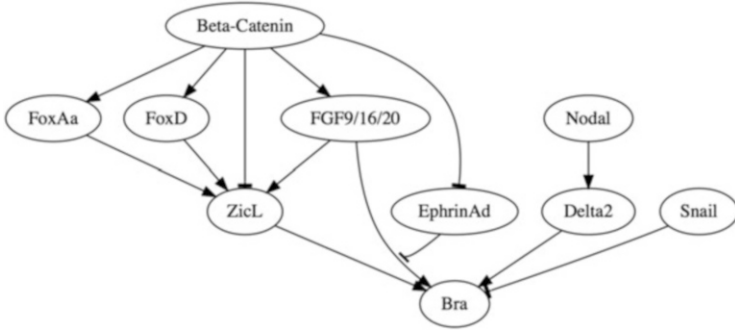 Beta-Catenin
FoxAa FoxD FGF9/16/20 Nodal
ZicL EphrinAd Delta2 Snail
Bra